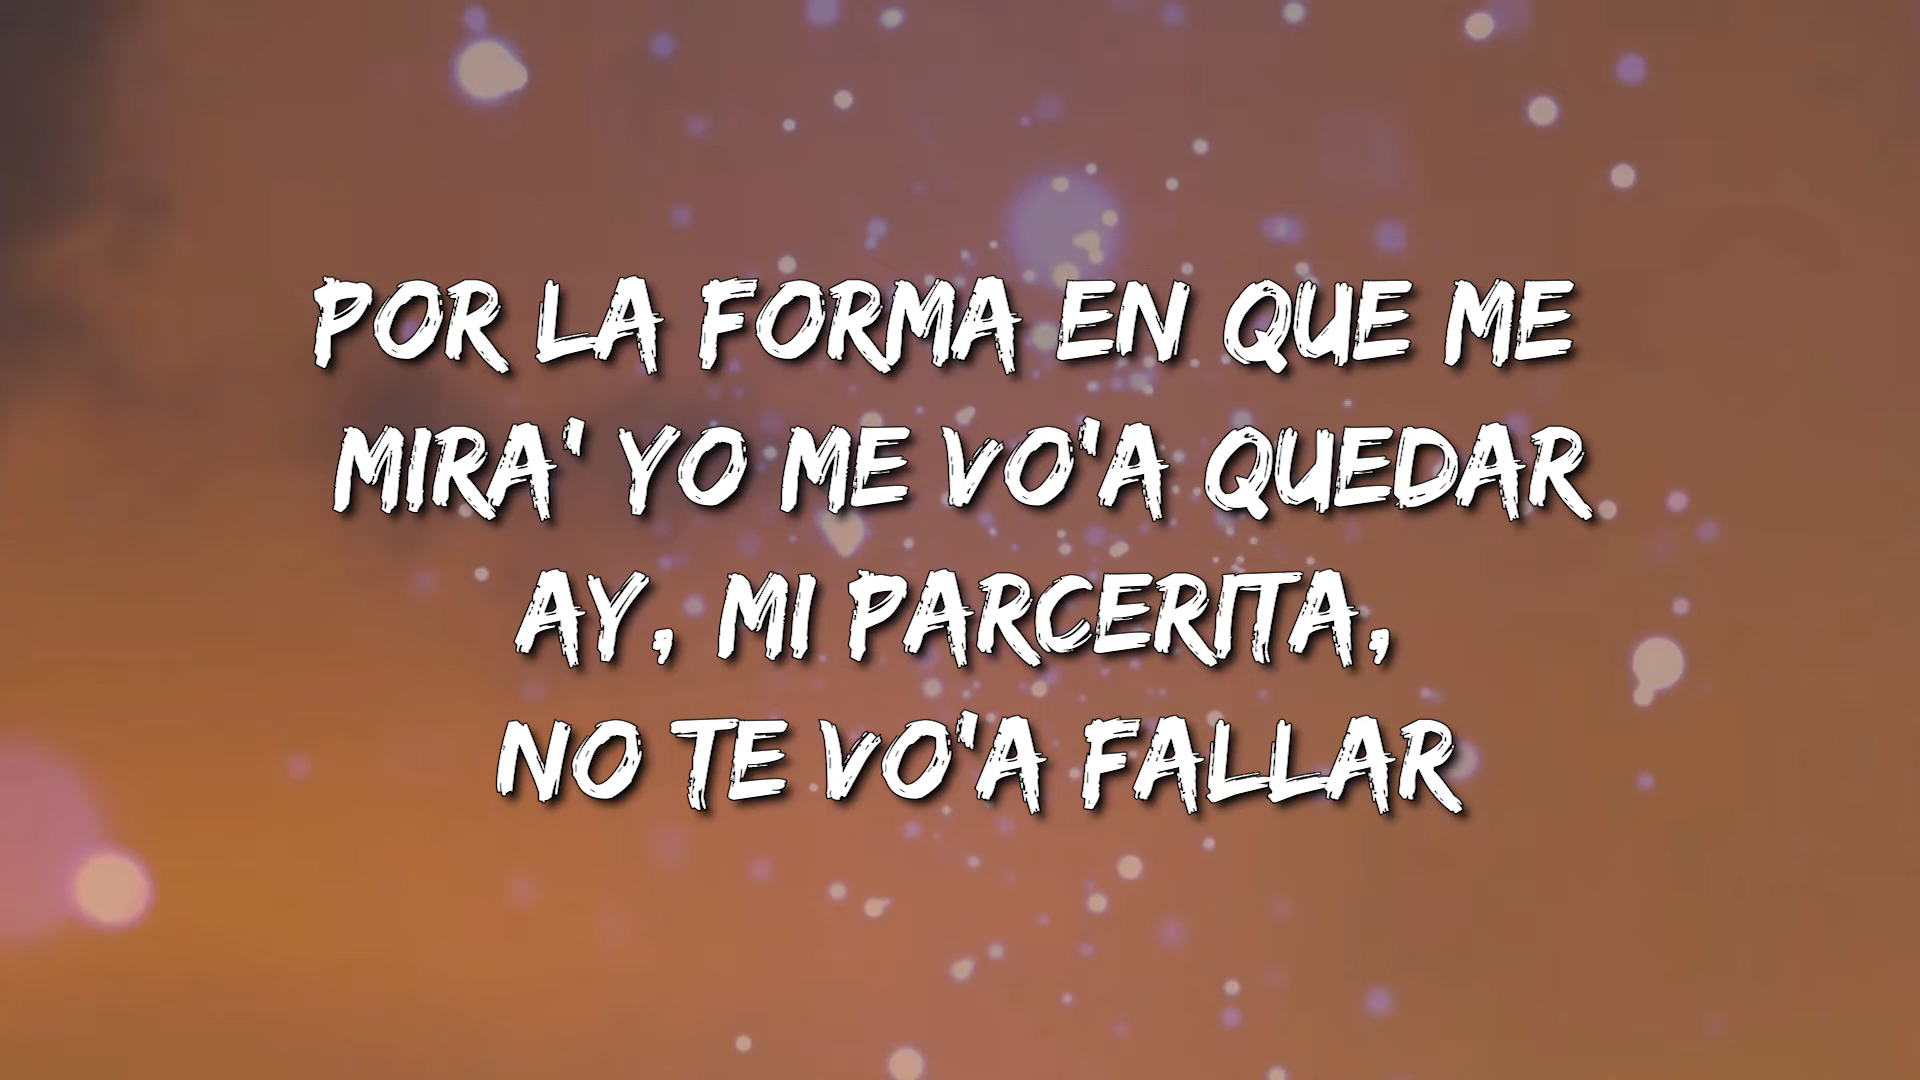 POR LA FORMA EN QUE ME
MIRA' YO ME VO'A QUEDAR
AY, MI PARCERITA,
NO TE VO'A FALLAR